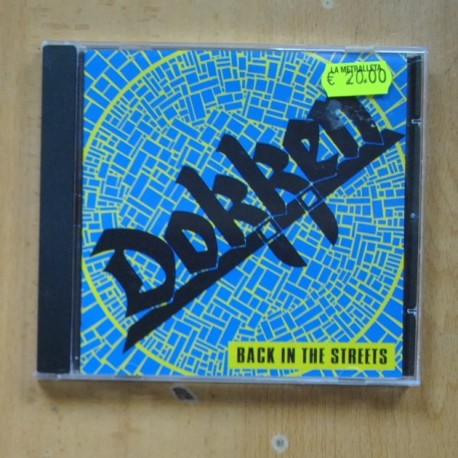 LA METRALLETA
€ 20.00
Dokken
BACK IN THE STREETS